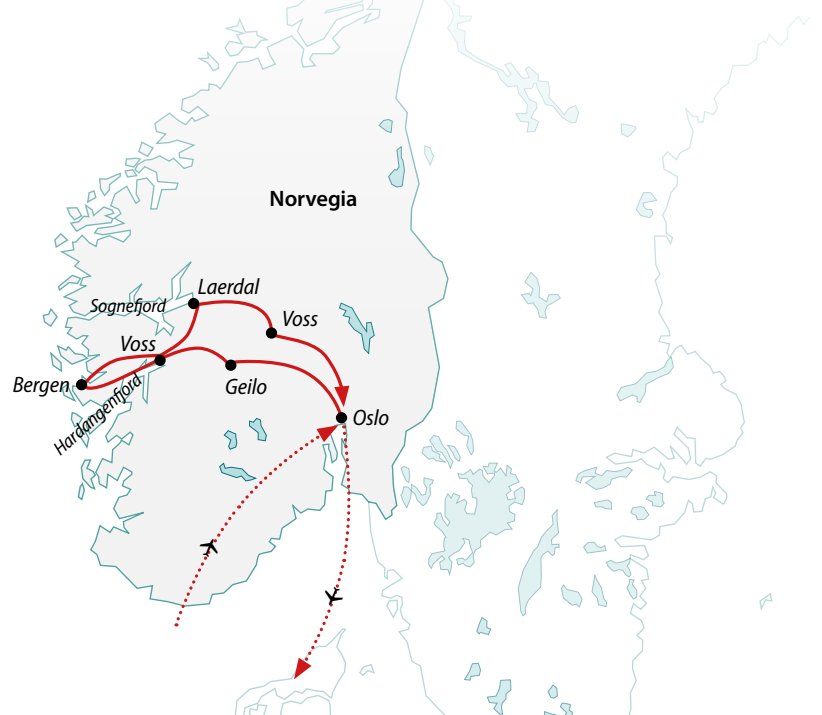 Norvegia
Laerdal
Sognefjord
Voss
Voss
Bergen
Geilo
Hardangenfjord
Oslo